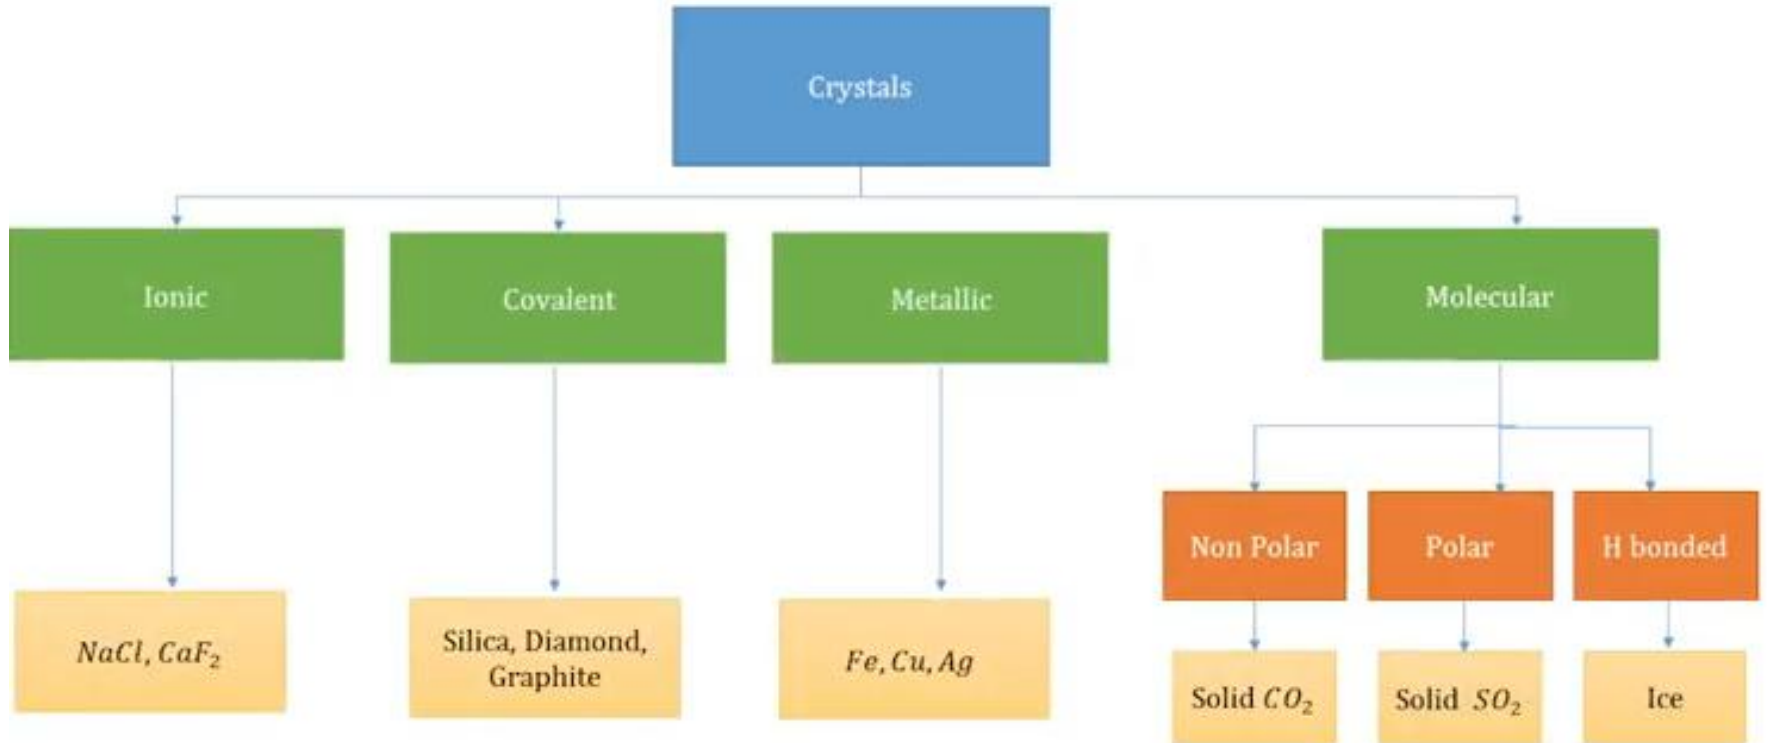 Crystals
Ionic
Covalent
Metallic
Molecular
Non Polar
Polar
H bonded
NaCl, CaF₂
Silica, Diamond,
Graphite
Fe, Cu, Ag
Solid CO₂
Solid SO₂
Ice